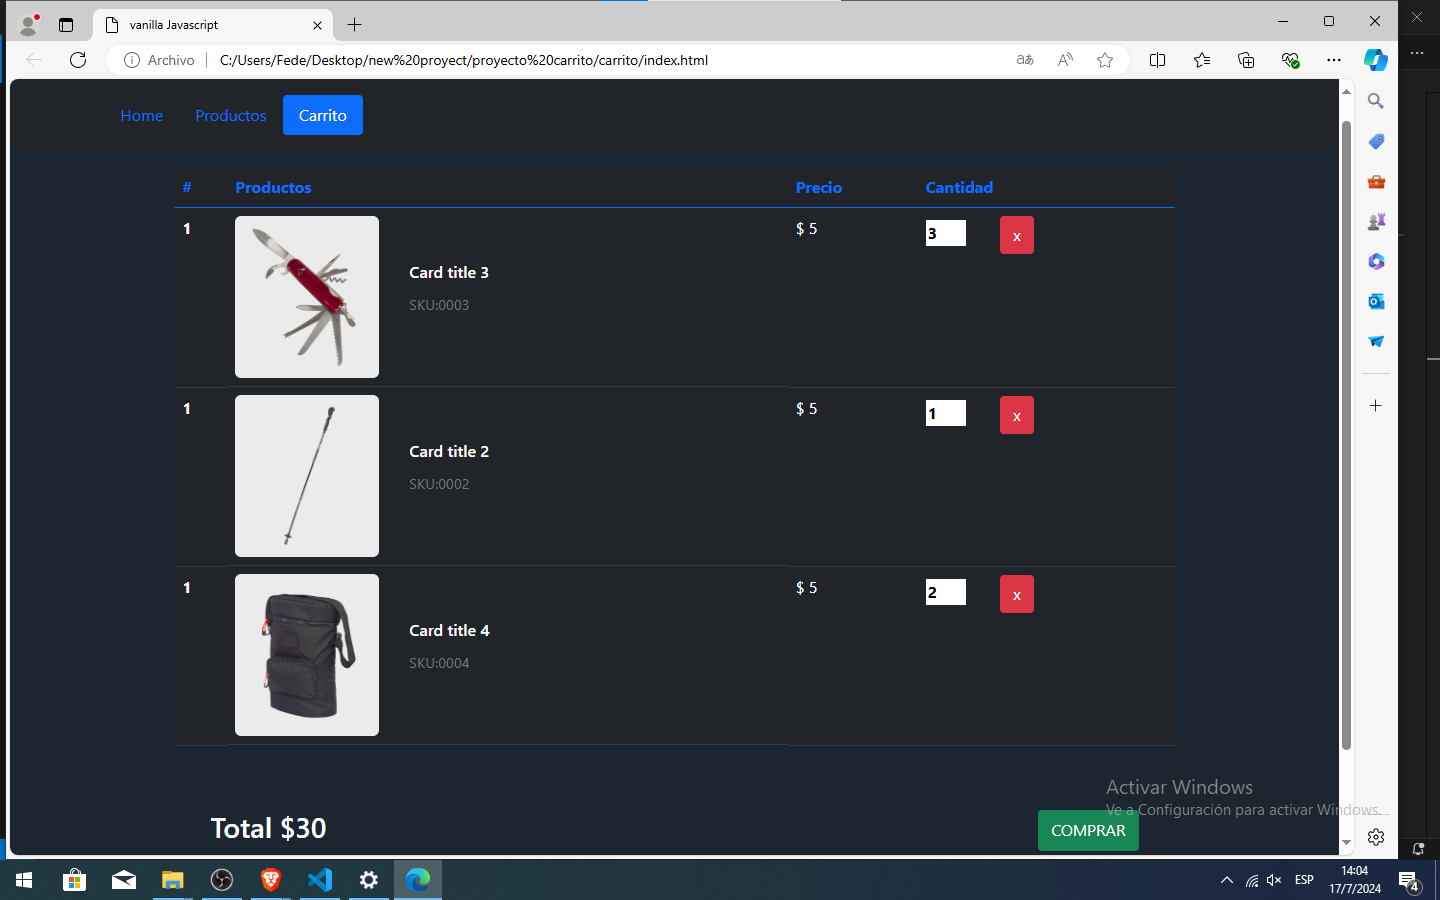 vanilla Javascript
Archivo
C:/Users/Fede/Desktop/new%20proyect/proyecto%20carrito/carrito/index.html
Home Productos Carrito
# Productos Precio Cantidad
1 $ 5 3 x
Card title 3
SKU:0003
1 $ 5 1 x
Card title 2
SKU:0002
1 $ 5 2 x
Card title 4
SKU:0004
Activar Windows
Ve a Configuración para activar Windows.
Total $30 COMPRAR
ESP
14:04
17/7/2024
4